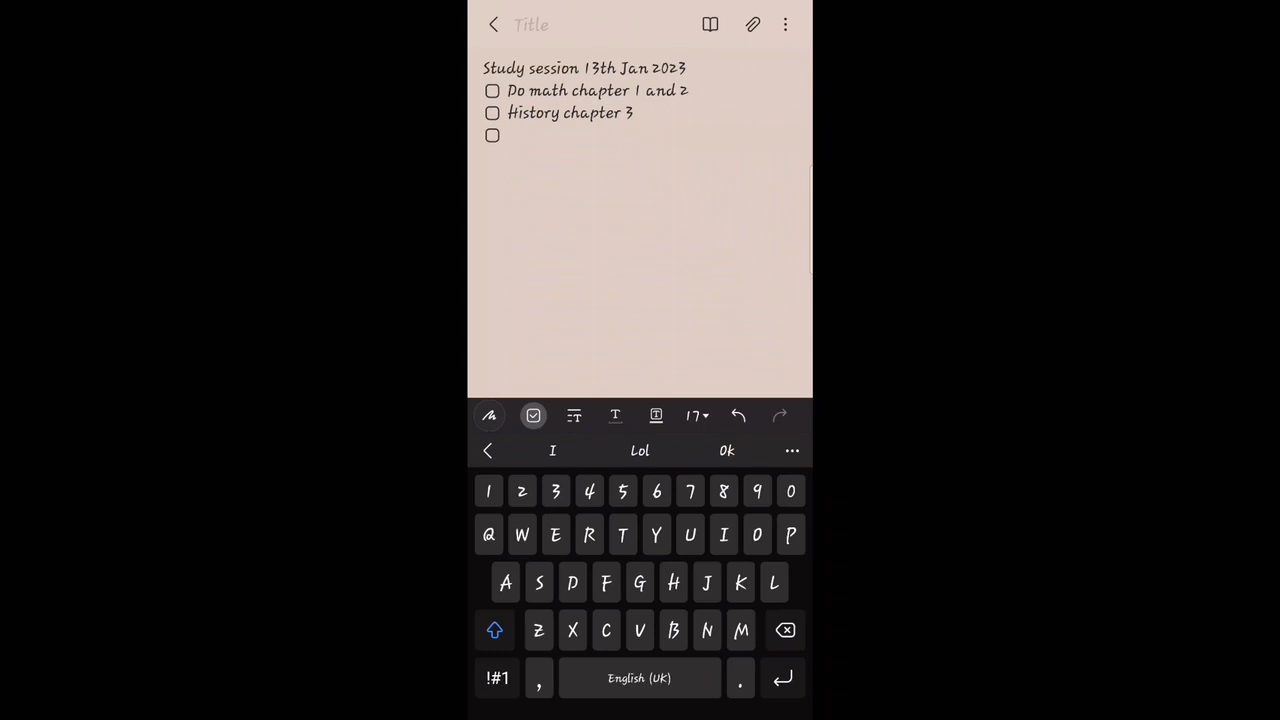 Title
Study session 13th Jan 2023
Do math chapter 1 and 2
History chapter 3
17
I Lol Ok
1 2 3 4 5 6 7 8 9 0
Q W E R T Y U I O P
A S D F G H J K L
Z X C V B N M
!#1 , English (UK) .